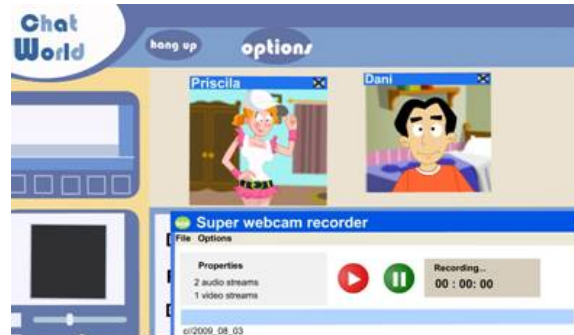 Chat
World
hang up
options
Priscila
Dani
Super webcam recorder
File Options
Properties
2 audio streams
1 video streams
Recording...
00 : 00: 00
c//2009_08_03